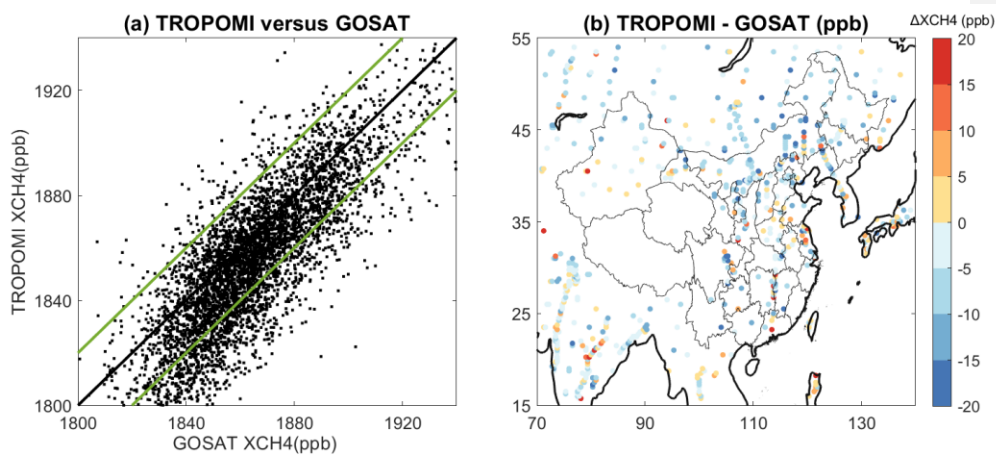 (a) TROPOMI versus GOSAT
TROPOMI XCH4(ppb)
1920
1880
1840
1800
1800 1840 1880 1920
GOSAT XCH4(ppb)
(b) TROPOMI - GOSAT (ppb)
55
45
35
25
15
70 90 110 130
ΔXCH4 (ppb)
20
15
10
5
0
-5
-10
-15
-20